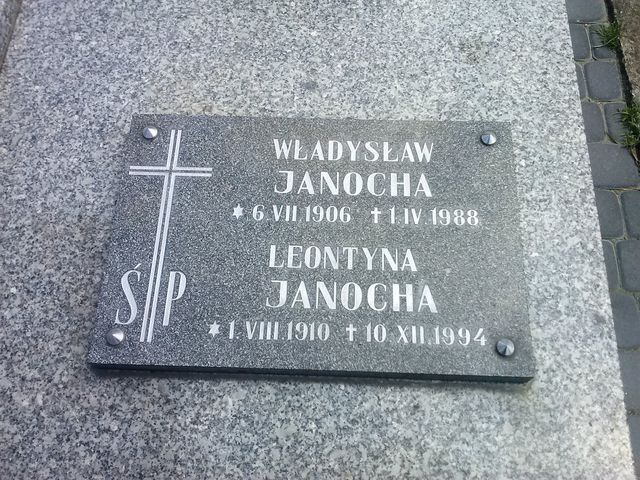 WŁADYSŁAW
JANOCHA
✶ 6.VII.1906 ✝ 1.IV.1988
LEONTYNA
JANOCHA
✶ 1.VIII.1910 ✝ 10 XII.1994
Ś P